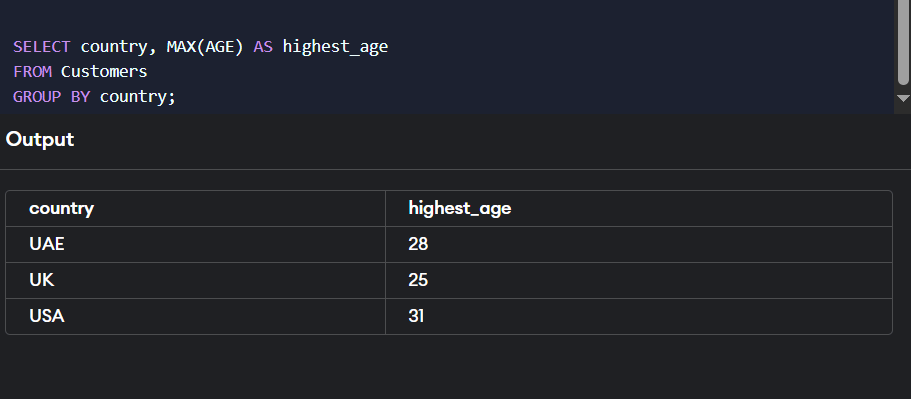 SELECT country, MAX(AGE) AS highest_age
FROM Customers
GROUP BY country;
Output
country highest_age
UAE 28
UK 25
USA 31